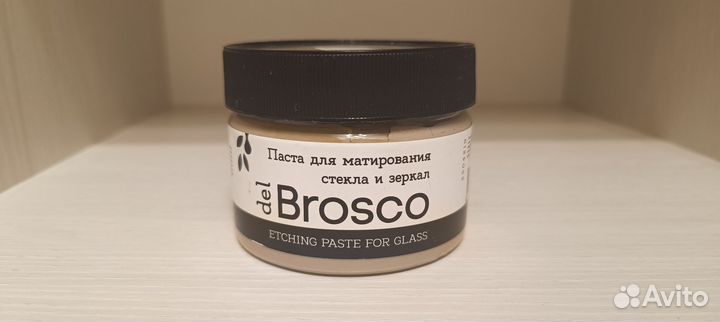 Паста для матирования
стекла и зеркал
del Brosco
ETCHING PASTE FOR GLASS
Avito